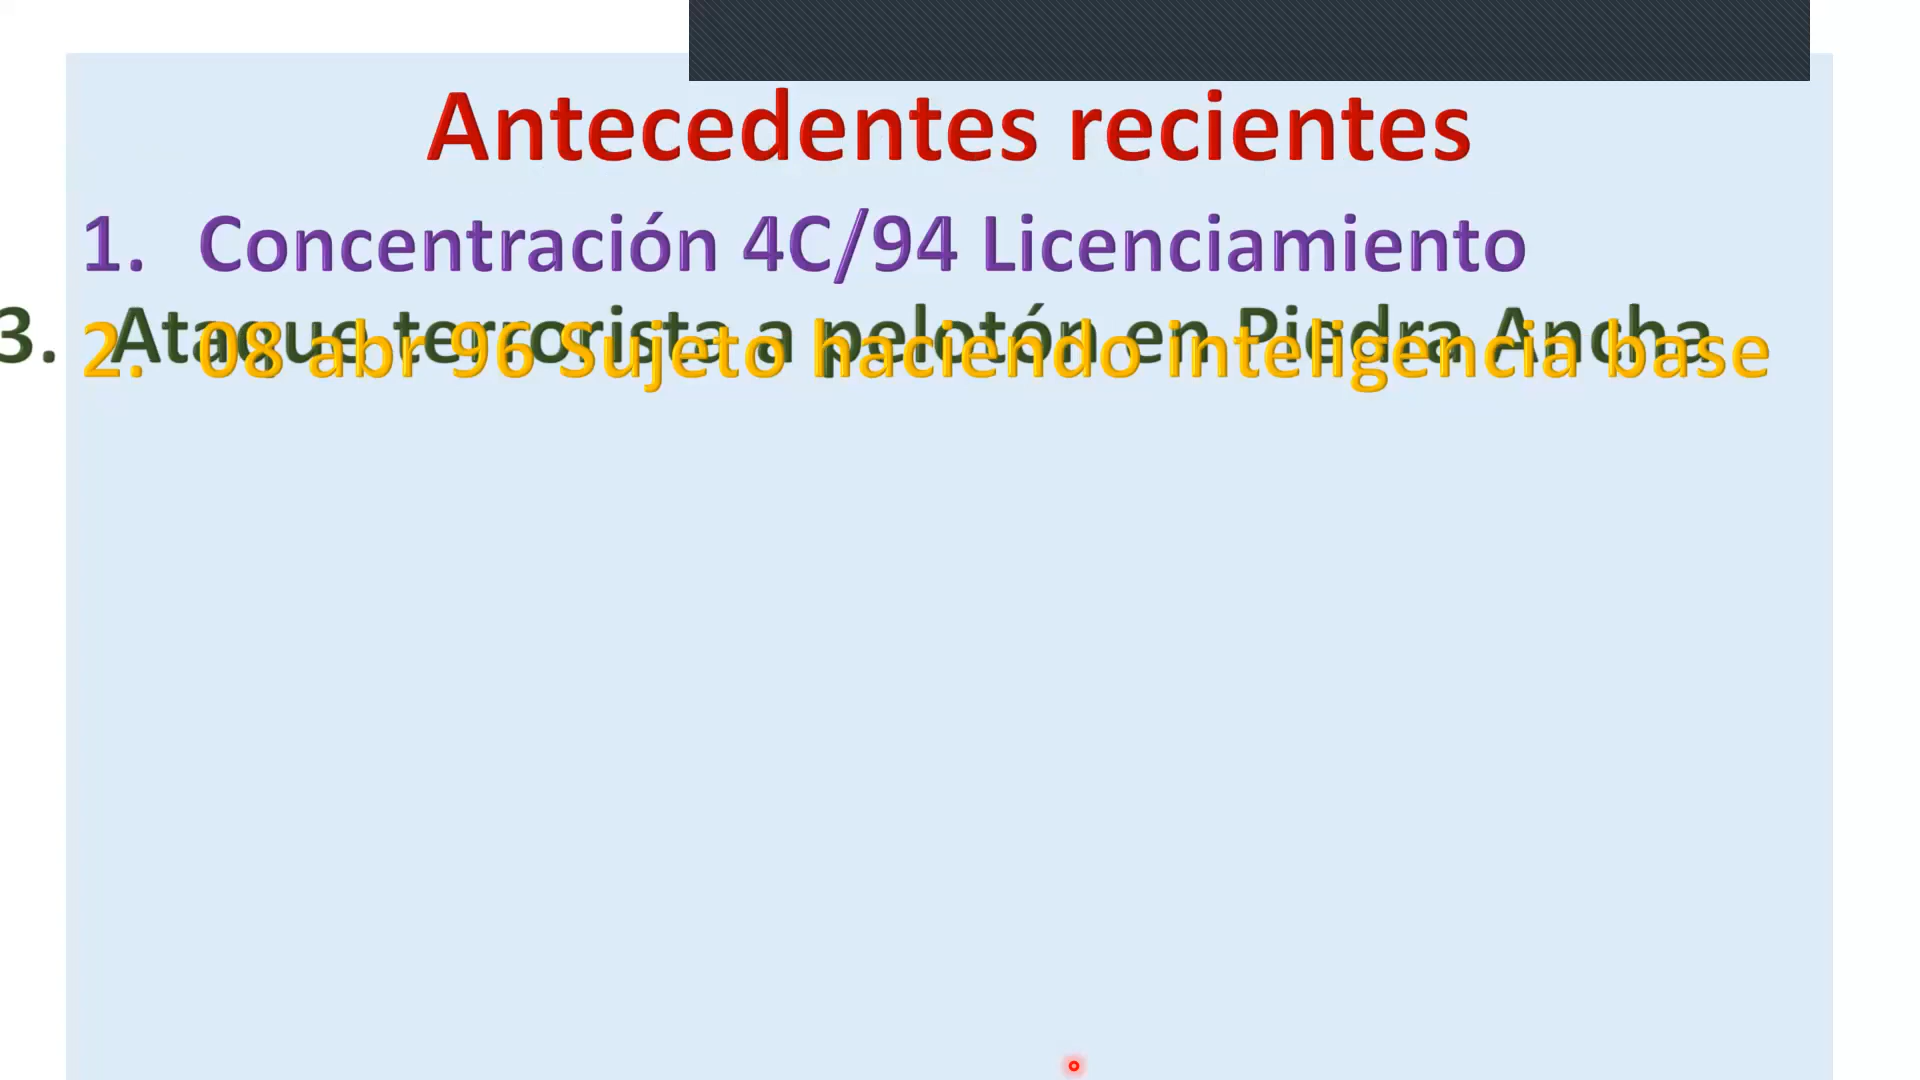 Antecedentes recientes
1. Concentración 4C/94 Licenciamiento
2. 08 abr 96 Sujeto haciendo inteligencia base
3. Ataque terrorista a pelotón en Piedra Ancha